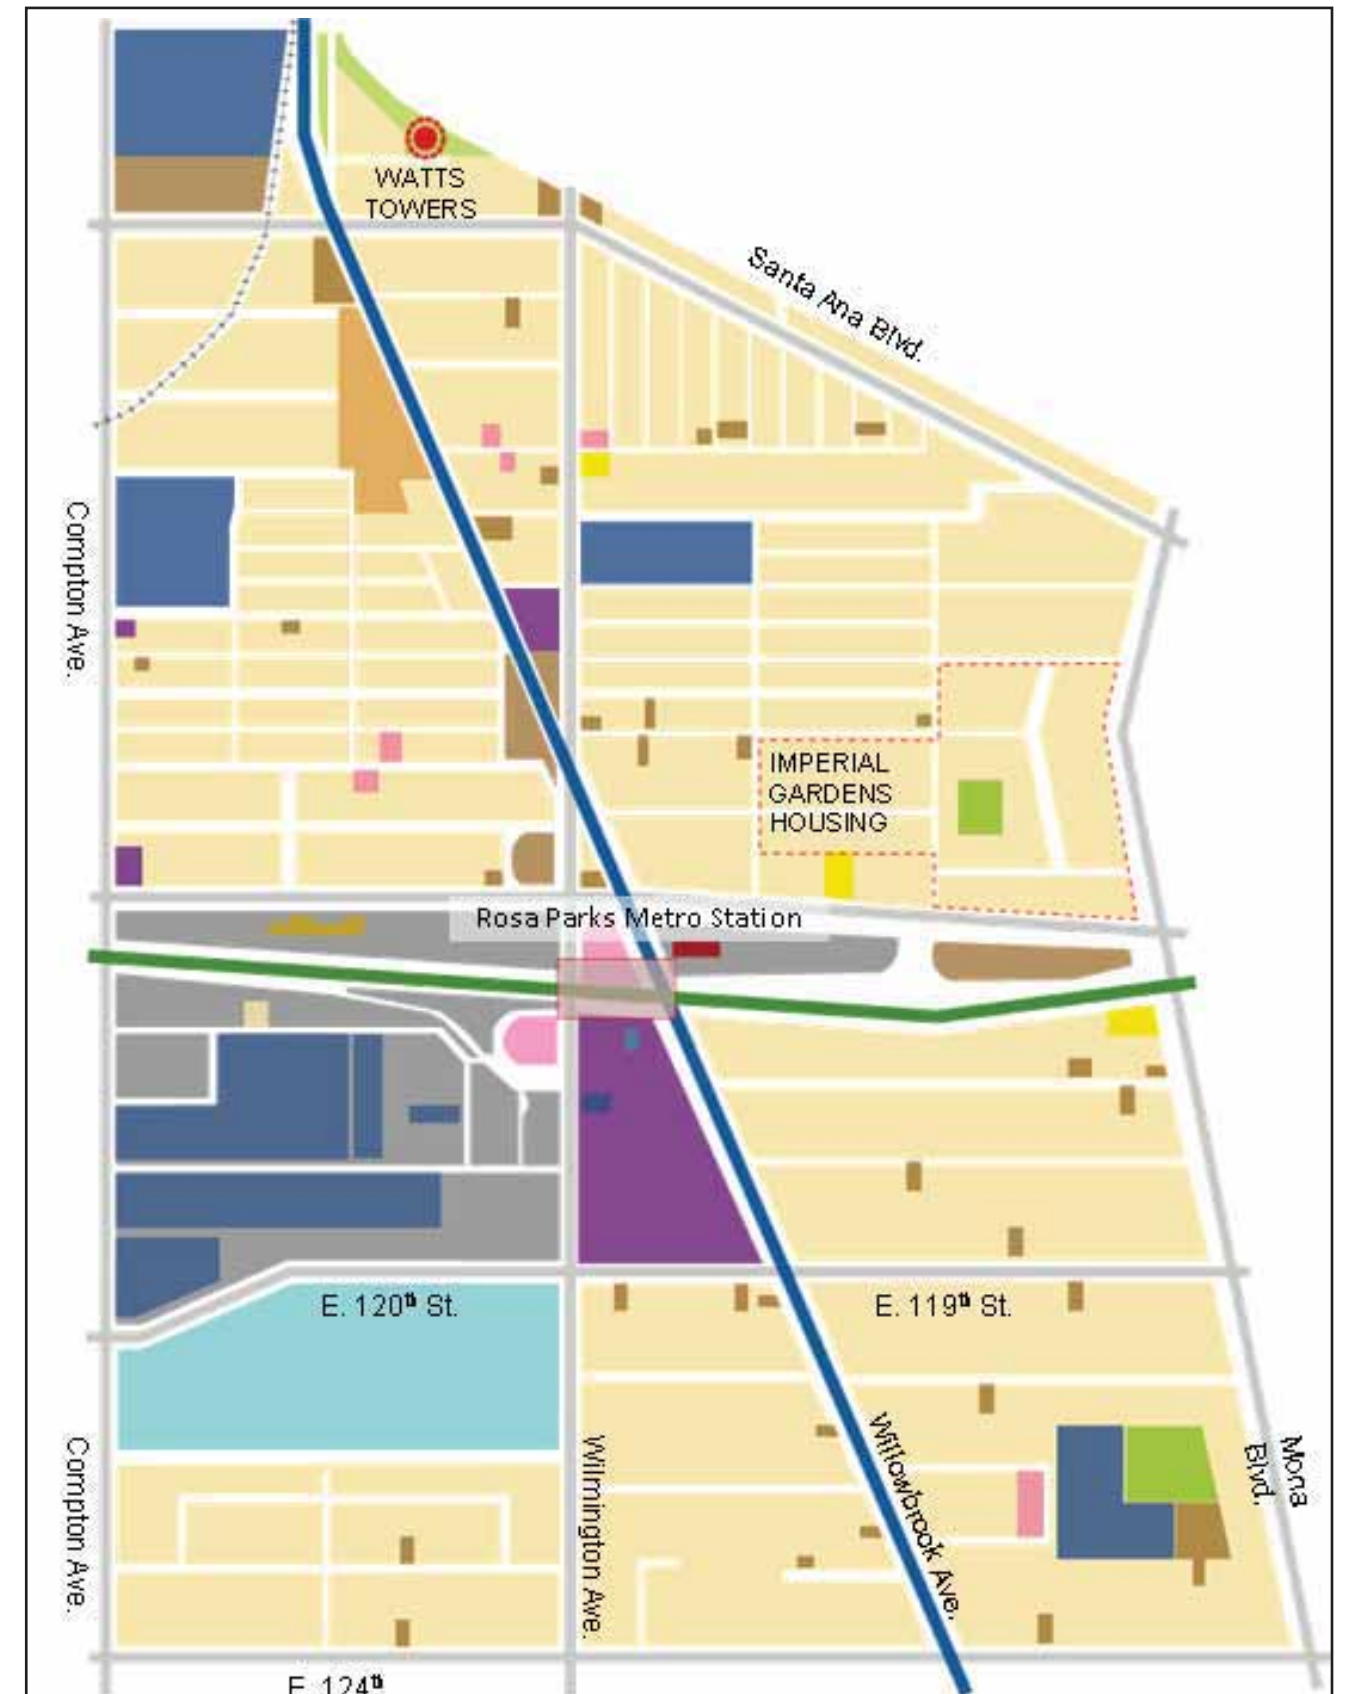 WATTS
TOWERS
Santa Ana Blvd.
Compton Ave.
IMPERIAL
GARDENS
HOUSING
Rosa Parks Metro Station
E. 120th St.
E. 119th St.
Compton Ave.
Wilmington Ave.
Willowbrook Ave.
Mona
Blvd.
E. 124th